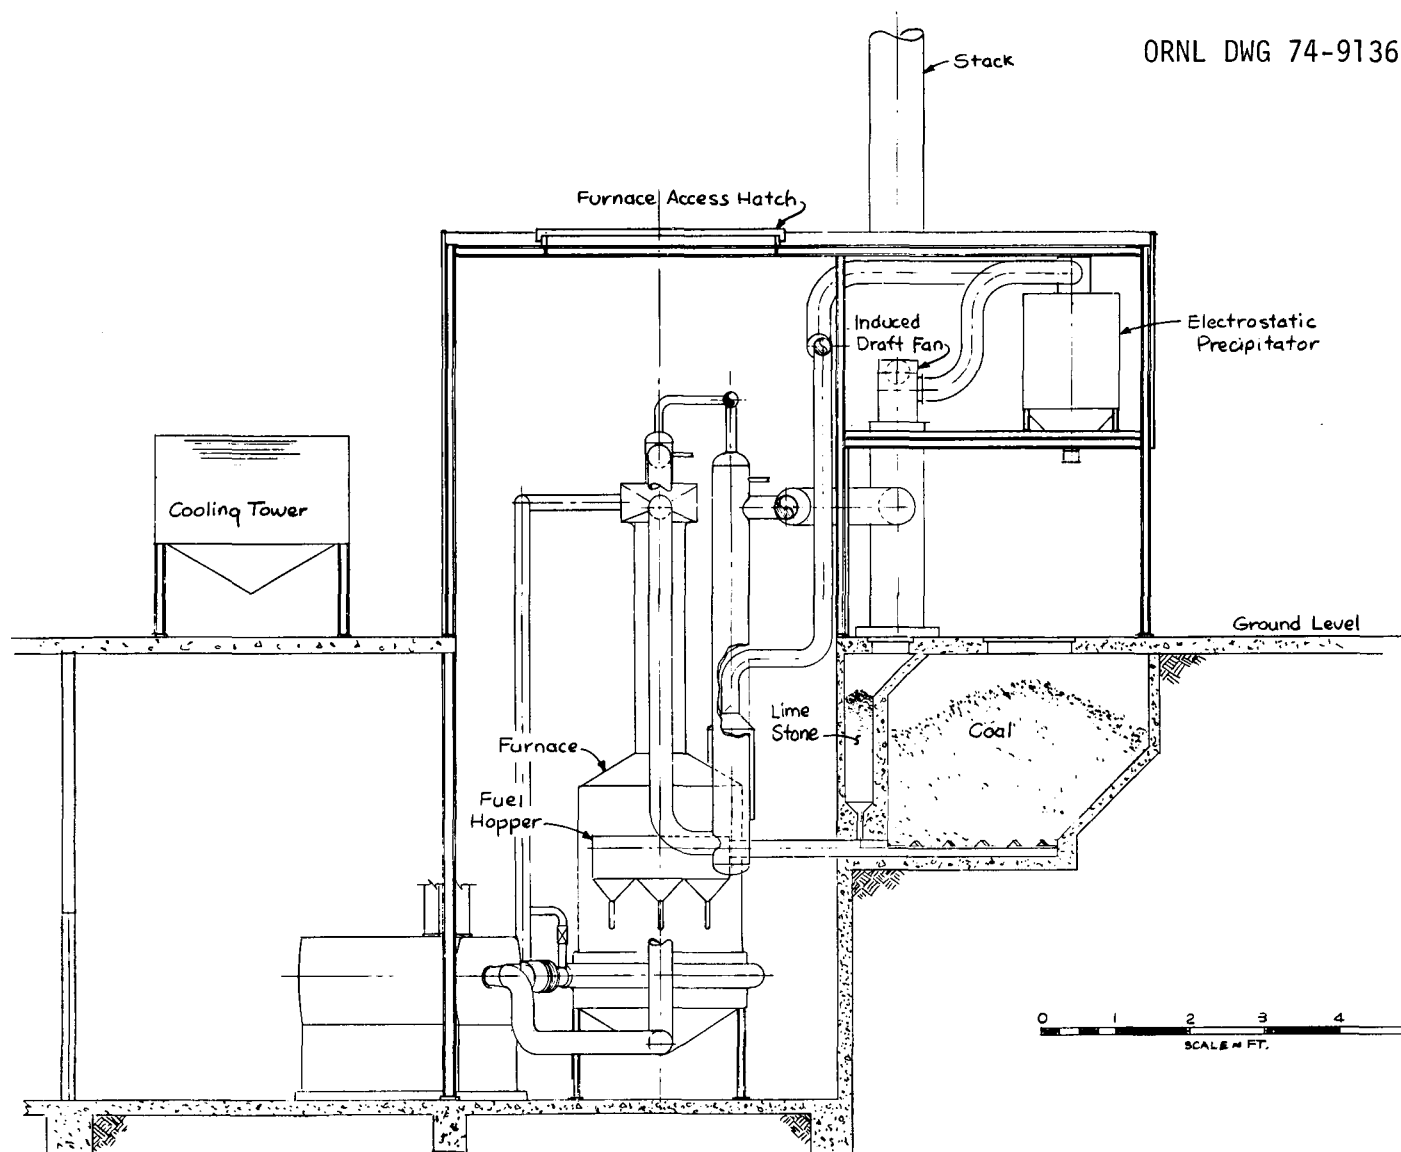 ORNL DWG 74-9136
Stack
Furnace Access Hatch
Induced
Draft Fan
Electrostatic
Precipitator
Cooling Tower
Ground Level
Lime
Stone
Coal
Furnace
Fuel
Hopper
0 1 2 3 4
SCALE ~ FT.